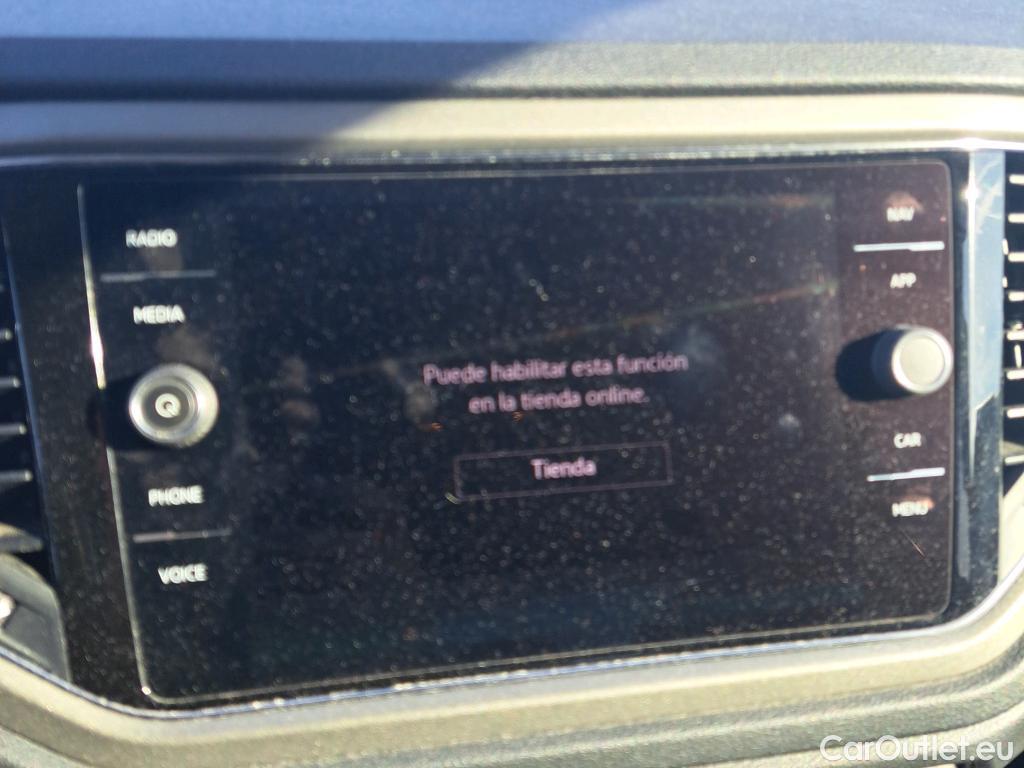 RADIO
MEDIA
PHONE
VOICE
Puede habilitar esta función
en la tienda online.
Tienda
NAV
APP
CAR
MENU
CarOutlet.eu